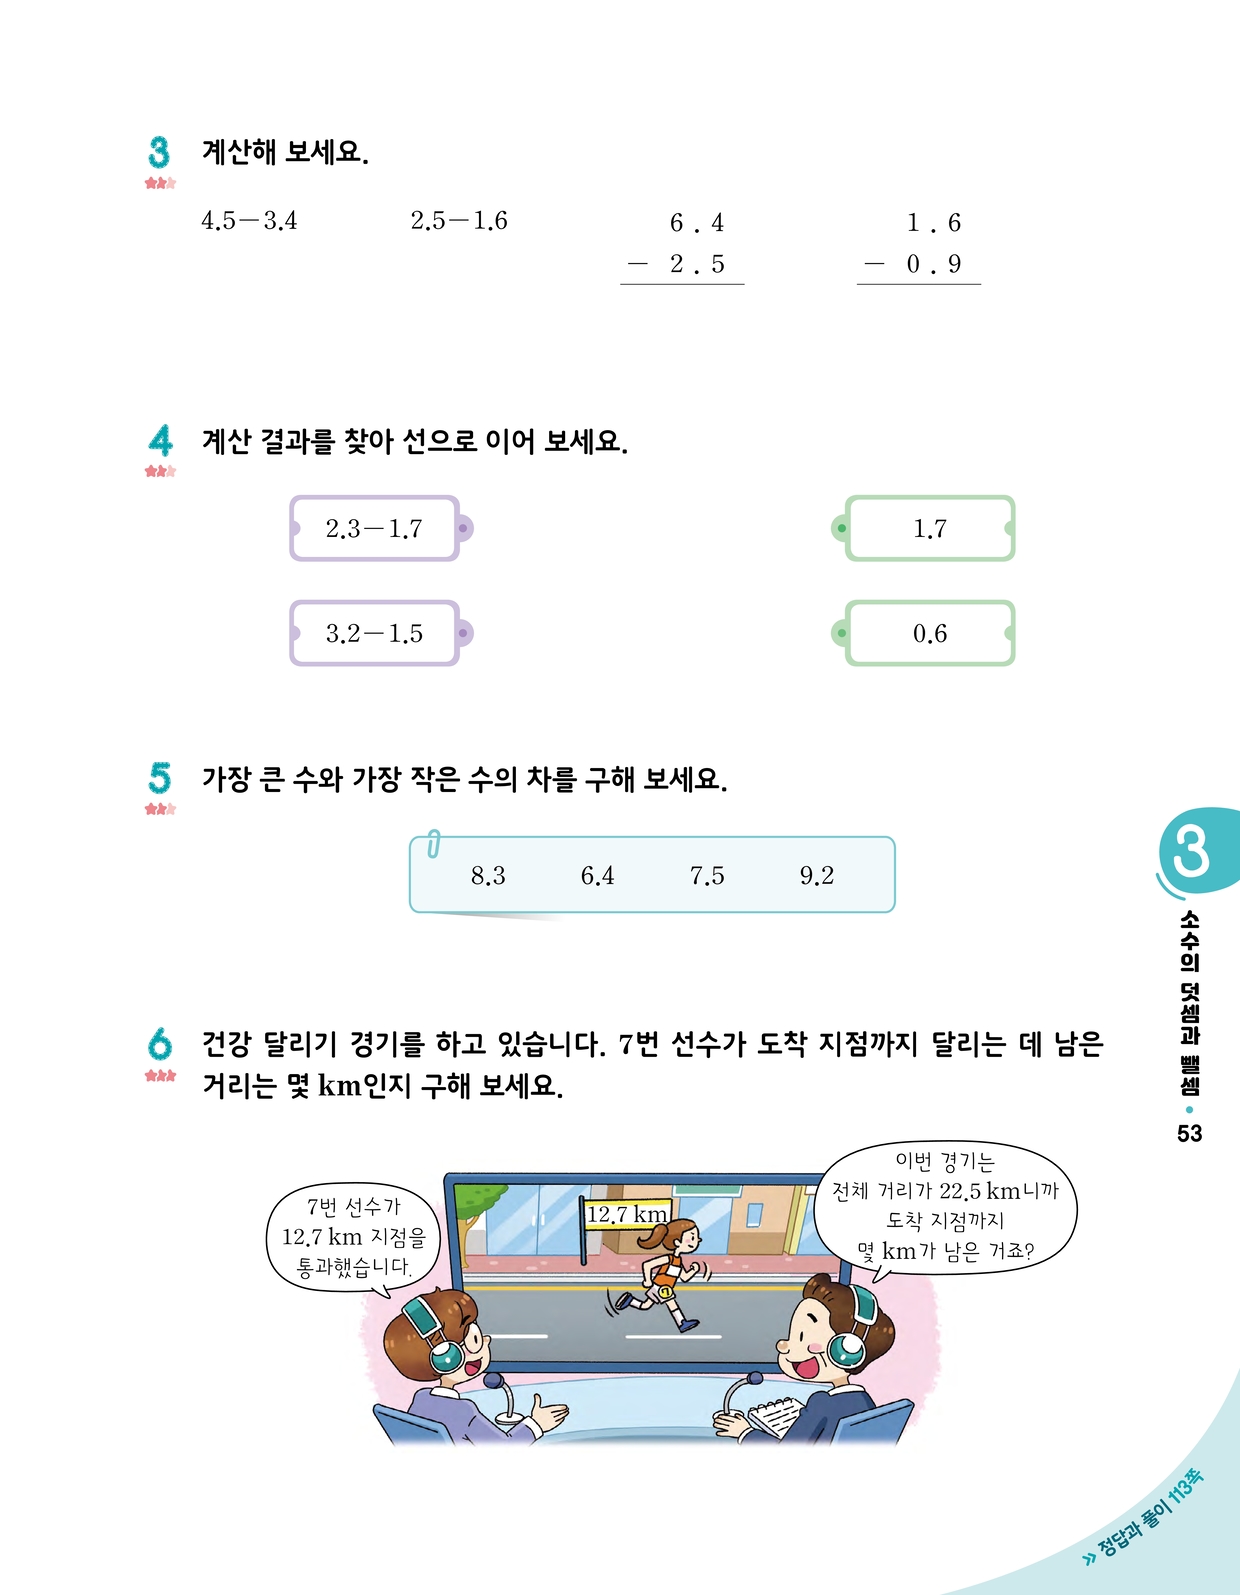 3 계산해 보세요.
4.5－3.4
2.5－1.6
6.4
－ 2.5
1.6
－ 0.9
4 계산 결과를 찾아 선으로 이어 보세요.
2.3－1.7
1.7
3.2－1.5
0.6
5 가장 큰 수와 가장 작은 수의 차를 구해 보세요.
8.3 6.4 7.5 9.2
6 건강 달리기 경기를 하고 있습니다. 7번 선수가 도착 지점까지 달리는 데 남은
거리는 몇 km인지 구해 보세요.
7번 선수가
12.7 km 지점을
통과했습니다.
12.7 km
7
이번 경기는
전체 거리가 22.5 km니까
도착 지점까지
몇 km가 남은 거죠?
3
소수의 덧셈과 뺄셈 • 53
» 정답과 풀이 113쪽